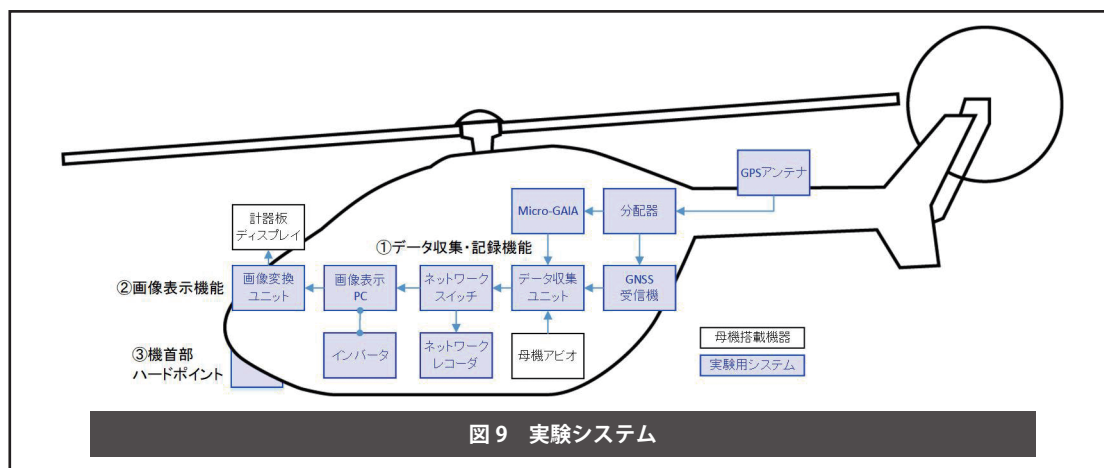 GPSアンテナ
Micro-GAIA
分配器
計器板
ディスプレイ
①データ収集・記録機能
②画像表示機能
画像変換
ユニット
画像表示
PC
ネットワーク
スイッチ
データ収集
ユニット
GNSS
受信機
③機首部
ハードポイント
インバータ
ネットワーク
レコーダ
母機アビオ
母機搭載機器
実験用システム
図 9 実験システム